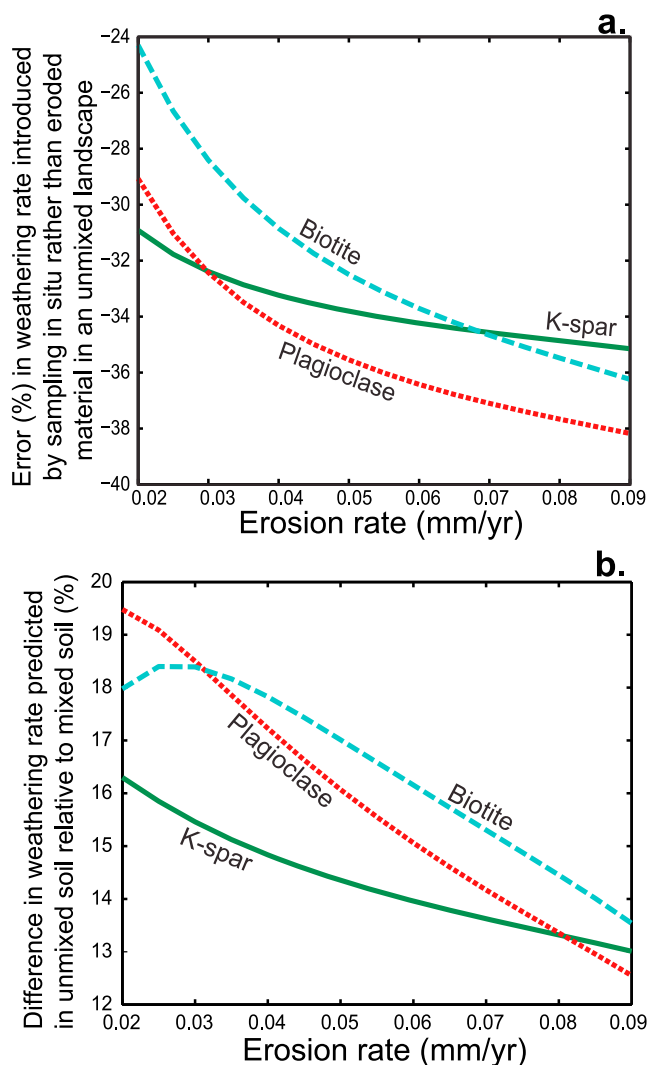 a.
Error (%) in weathering rate introduced
by sampling in situ rather than eroded
material in an unmixed landscape
−24
−26
−28
−30
−32
−34
−36
−38
−40
Biotite
K-spar
Plagioclase
0.02 0.03 0.04 0.05 0.06 0.07 0.08 0.09
Erosion rate (mm/yr)
b.
Difference in weathering rate predicted
in unmixed soil relative to mixed soil (%)
20
19
18
17
16
15
14
13
12
Plagioclase
Biotite
K-spar
0.02 0.03 0.04 0.05 0.06 0.07 0.08 0.09
Erosion rate (mm/yr)